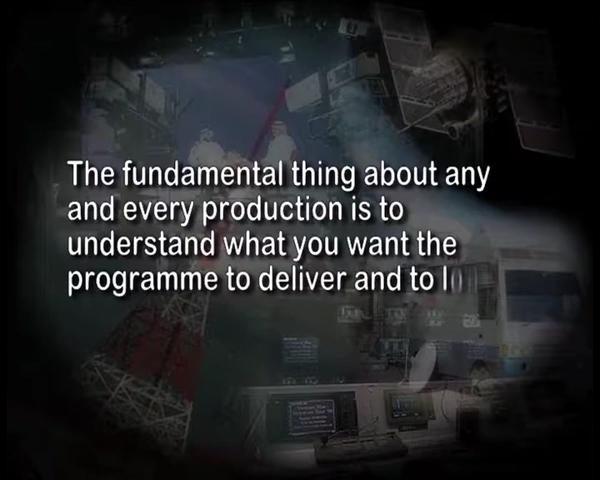 The fundamental thing about any
and every production is to
understand what you want the
programme to deliver and to l